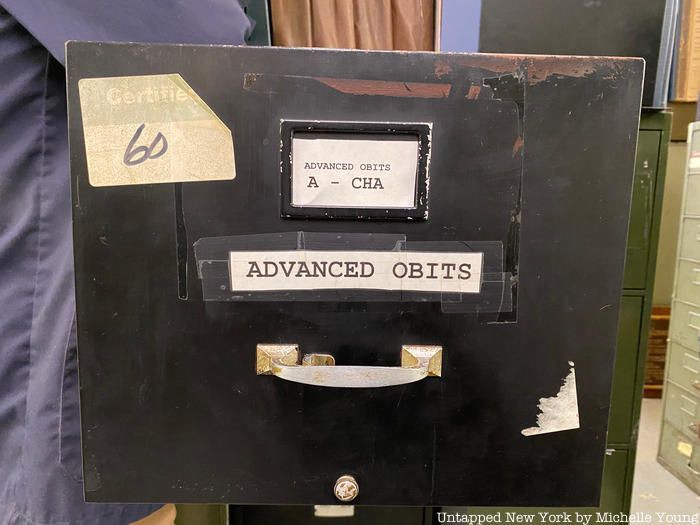 Certifie
60
ADVANCED OBITS
A - CHA
ADVANCED OBITS
Untapped New York by Michelle Young